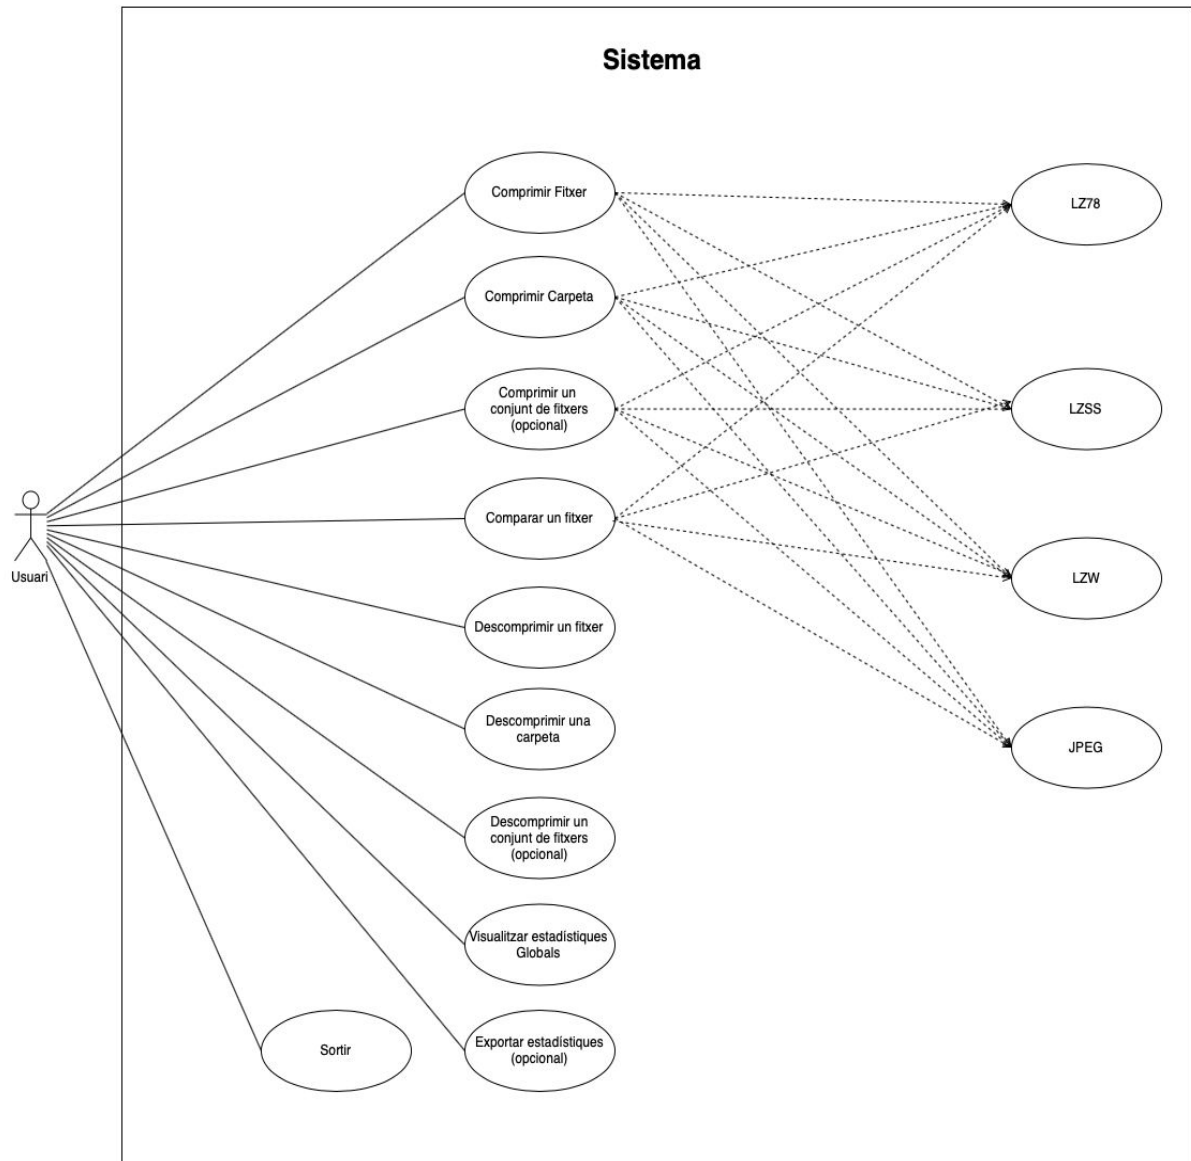 Sistema
Comprimir Fitxer
LZ78
Comprimir Carpeta
Comprimir un
conjunt de fitxers
(opcional)
LZSS
Comparar un fitxer
Usuari
LZW
Descomprimir un fitxer
Descomprimir una
carpeta
JPEG
Descomprimir un
conjunt de fitxers
(opcional)
Visualitzar estadístiques
Globals
Sortir
Exportar estadístiques
(opcional)